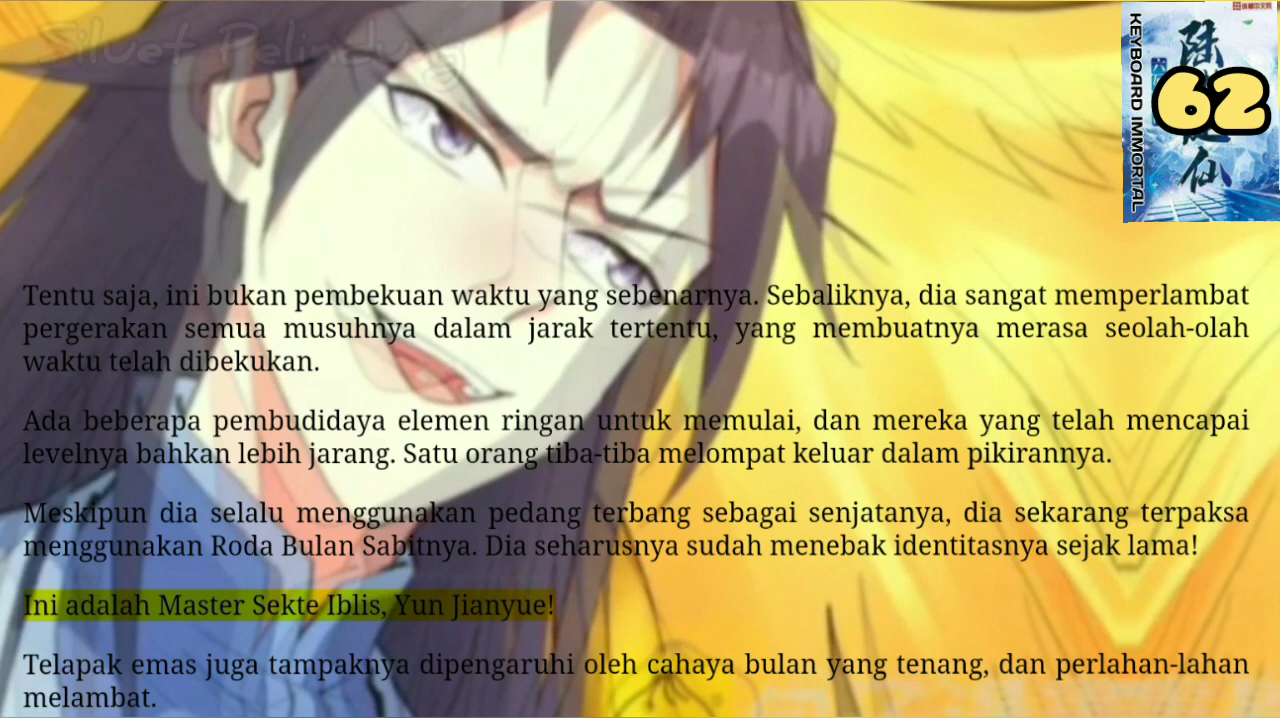 Siluet Pelindung
KEYBOARD IMMORTAL
62
仙
Tentu saja, ini bukan pembekuan waktu yang sebenarnya. Sebaliknya, dia sangat memperlambat
pergerakan semua musuhnya dalam jarak tertentu, yang membuatnya merasa seolah-olah
waktu telah dibekukan.
Ada beberapa pembudidaya elemen ringan untuk memulai, dan mereka yang telah mencapai
levelnya bahkan lebih jarang. Satu orang tiba-tiba melompat keluar dalam pikirannya.
Meskipun dia selalu menggunakan pedang terbang sebagai senjatanya, dia sekarang terpaksa
menggunakan Roda Bulan Sabitnya. Dia seharusnya sudah menebak identitasnya sejak lama!
Ini adalah Master Sekte Iblis, Yun Jianyue!
Telapak emas juga tampaknya dipengaruhi oleh cahaya bulan yang tenang, dan perlahan-lahan
melambat.